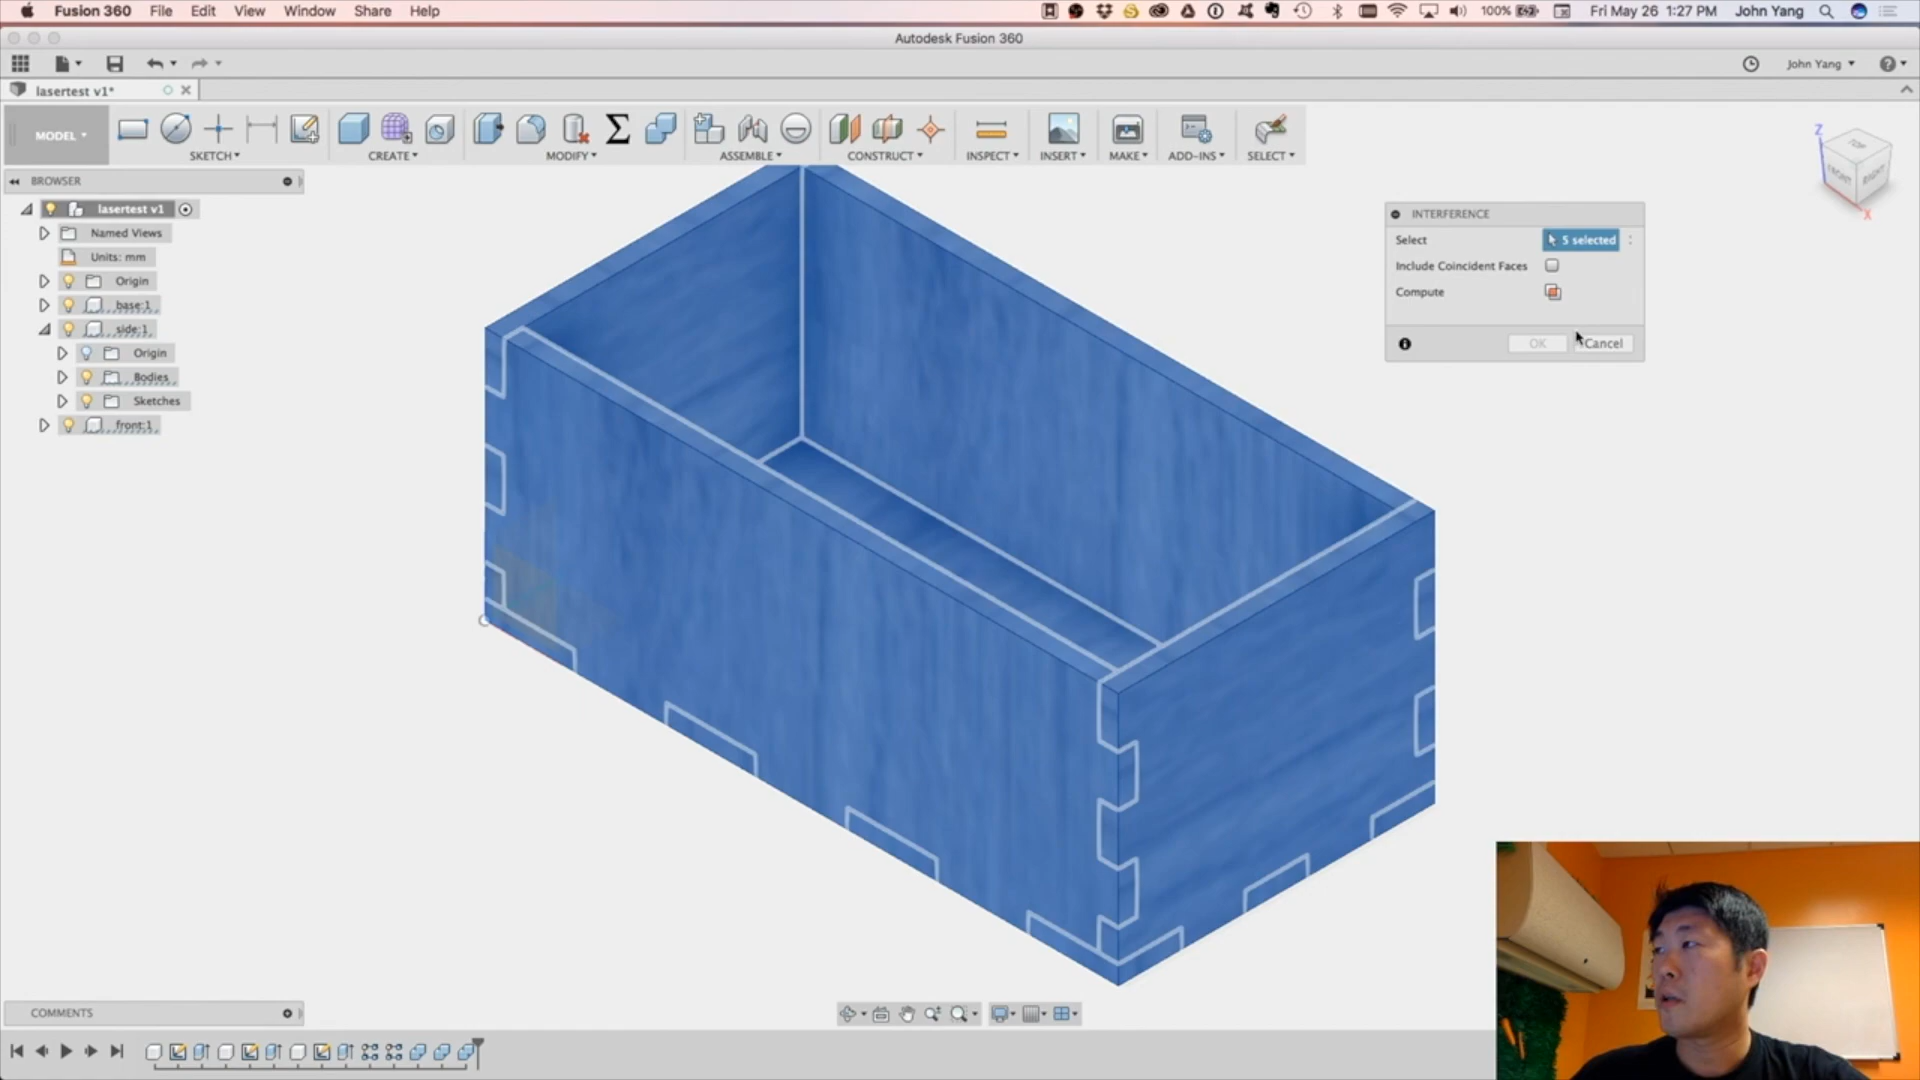 Fusion 360 File Edit View Window Share Help 100% Fri May 26 1:27 PM John Yang
Autodesk Fusion 360
John Yang
lasertest v1*
MODEL
SKETCH CREATE MODIFY ASSEMBLE CONSTRUCT INSPECT INSERT MAKE ADD-INS SELECT
BROWSER
lasertest v1
Named Views
Units: mm
Origin
base:1
side:1
Origin
Bodies
Sketches
front:1
Z
TOP
FRONT RIGHT
X
INTERFERENCE
Select 5 selected
Include Coincident Faces
Compute
OK Cancel
COMMENTS